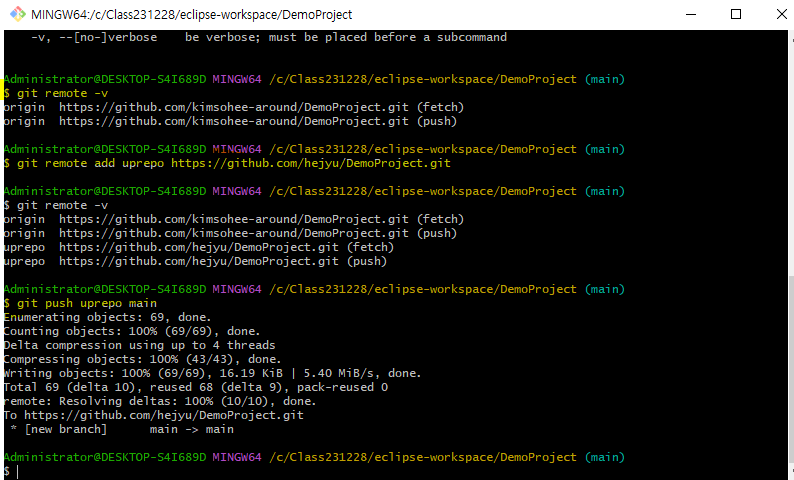 MINGW64:/c/Class231228/eclipse-workspace/DemoProject
-v, --[no-]verbose    be verbose; must be placed before a subcommand
Administrator@DESKTOP-S4I689D MINGW64 /c/Class231228/eclipse-workspace/DemoProject (main)
$ git remote -v
origin  https://github.com/kimsohee-around/DemoProject.git (fetch)
origin  https://github.com/kimsohee-around/DemoProject.git (push)
Administrator@DESKTOP-S4I689D MINGW64 /c/Class231228/eclipse-workspace/DemoProject (main)
$ git remote add uprepo https://github.com/hejyu/DemoProject.git
Administrator@DESKTOP-S4I689D MINGW64 /c/Class231228/eclipse-workspace/DemoProject (main)
$ git remote -v
origin  https://github.com/kimsohee-around/DemoProject.git (fetch)
origin  https://github.com/kimsohee-around/DemoProject.git (push)
uprepo  https://github.com/hejyu/DemoProject.git (fetch)
uprepo  https://github.com/hejyu/DemoProject.git (push)
Administrator@DESKTOP-S4I689D MINGW64 /c/Class231228/eclipse-workspace/DemoProject (main)
$ git push uprepo main
Enumerating objects: 69, done.
Counting objects: 100% (69/69), done.
Delta compression using up to 4 threads
Compressing objects: 100% (43/43), done.
Writing objects: 100% (69/69), 16.19 KiB | 5.40 MiB/s, done.
Total 69 (delta 10), reused 68 (delta 9), pack-reused 0
remote: Resolving deltas: 100% (10/10), done.
To https://github.com/hejyu/DemoProject.git
 * [new branch]      main -> main
Administrator@DESKTOP-S4I689D MINGW64 /c/Class231228/eclipse-workspace/DemoProject (main)
$